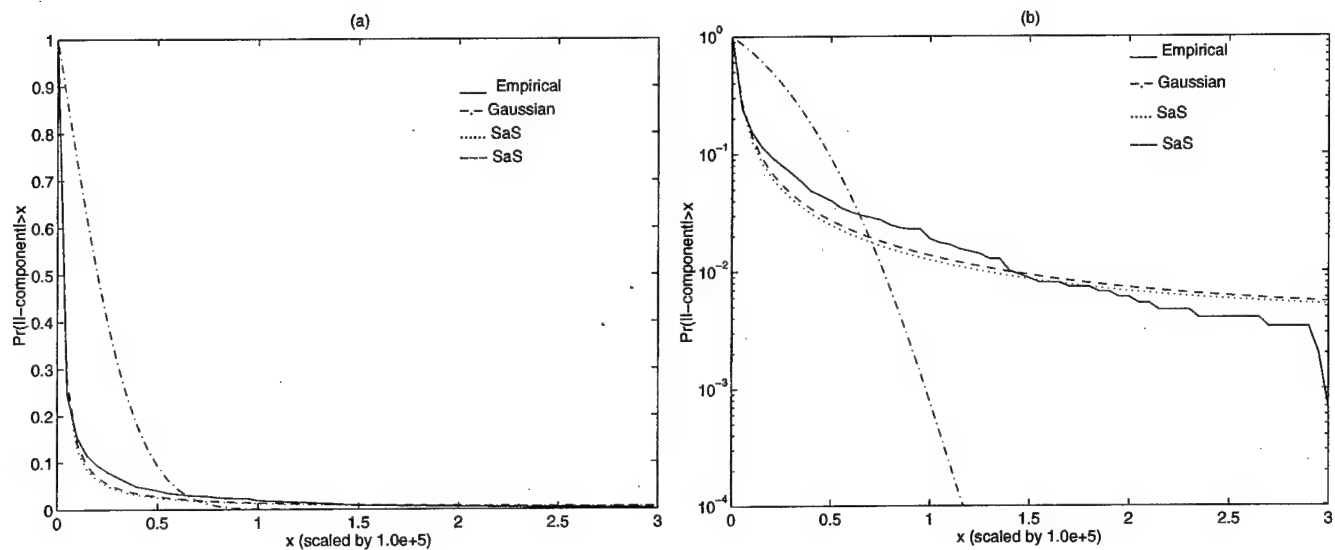 (a)
1
0.9
0.8
0.7
0.6
0.5
0.4
0.3
0.2
0.1
0
Pr(|I-component|>x
Empirical
Gaussian
SaS
SaS
0 0.5 1 1.5 2 2.5 3
x (scaled by 1.0e+5)
(b)
10^0
10^-1
10^-2
10^-3
10^-4
Pr(|I-component|>x
Empirical
Gaussian
SaS
SaS
0 0.5 1 1.5 2 2.5 3
x (scaled by 1.0e+5)